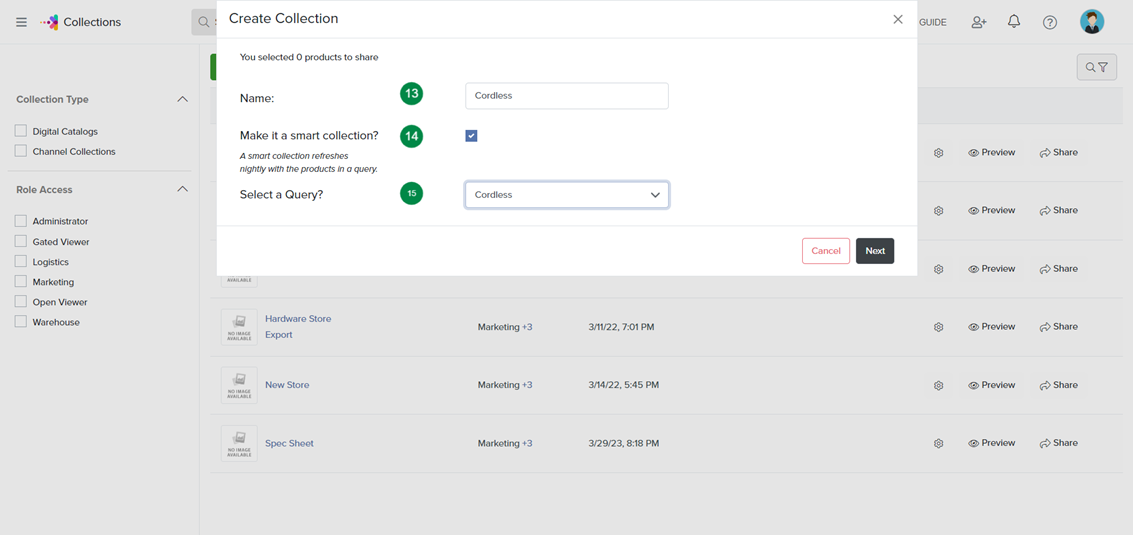 Collections
S
Create Collection
GUIDE
You selected 0 products to share
Name:
13
Cordless
Make it a smart collection?
14
A smart collection refreshes
nightly with the products in a query.
Select a Query?
15
Cordless
Cancel
Next
Collection Type
Digital Catalogs
Channel Collections
Role Access
Administrator
Gated Viewer
Logistics
Marketing
Open Viewer
Warehouse
Preview
Share
Preview
Share
AVAILABLE
Preview
Share
NO IMAGE
AVAILABLE
Hardware Store
Export
Marketing +3
3/11/22, 7:01 PM
Preview
Share
NO IMAGE
AVAILABLE
New Store
Marketing +3
3/14/22, 5:45 PM
Preview
Share
NO IMAGE
AVAILABLE
Spec Sheet
Marketing +3
3/29/23, 8:18 PM
Preview
Share